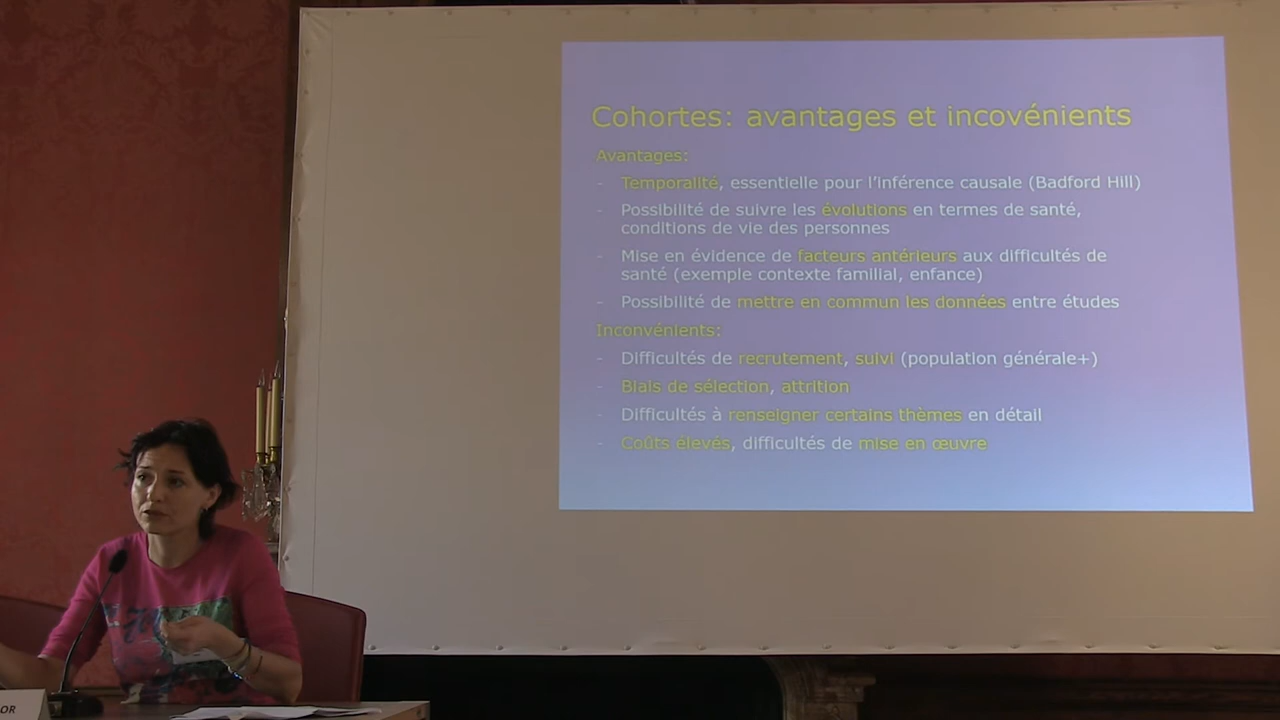 Cohortes: avantages et incovénients
Avantages:
- Temporalité, essentielle pour l'inférence causale (Badford Hill)
- Possibilité de suivre les évolutions en termes de santé,
conditions de vie des personnes
- Mise en évidence de facteurs antérieurs aux difficultés de
santé (exemple contexte familial, enfance)
- Possibilité de mettre en commun les données entre études
Inconvénients:
- Difficultés de recrutement, suivi (population générale+)
- Biais de sélection, attrition
- Difficultés à renseigner certains thèmes en détail
- Coûts élevés, difficultés de mise en œuvre
OR